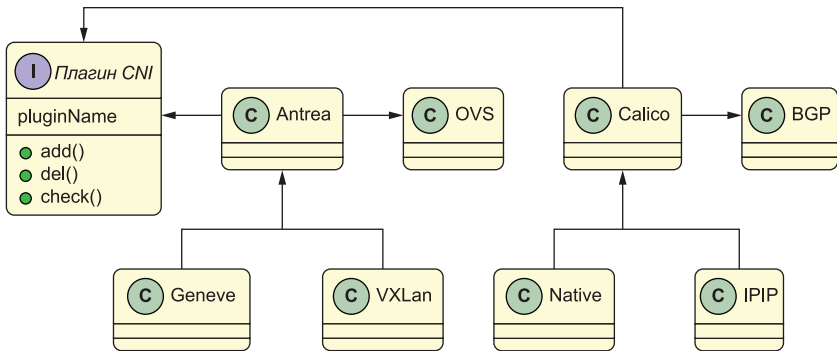 I Плагин CNI
pluginName
add()
del()
check()
C Antrea
C OVS
C Calico
C BGP
C Geneve
C VXLan
C Native
C IPIP